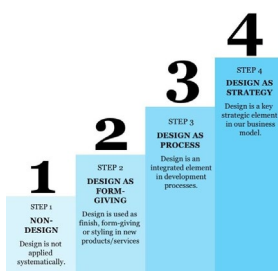 1
STEP 1
NON-
DESIGN
Design is not
applied
systematically.
2
STEP 2
DESIGN AS
FORM-
GIVING
Design is used as
finish, form-giving
or styling in new
products/services
3
STEP 3
DESIGN AS
PROCESS
Design is an
integrated element
in development
processes.
4
STEP 4
DESIGN AS
STRATEGY
Design is a key
strategic element
in our business
model.